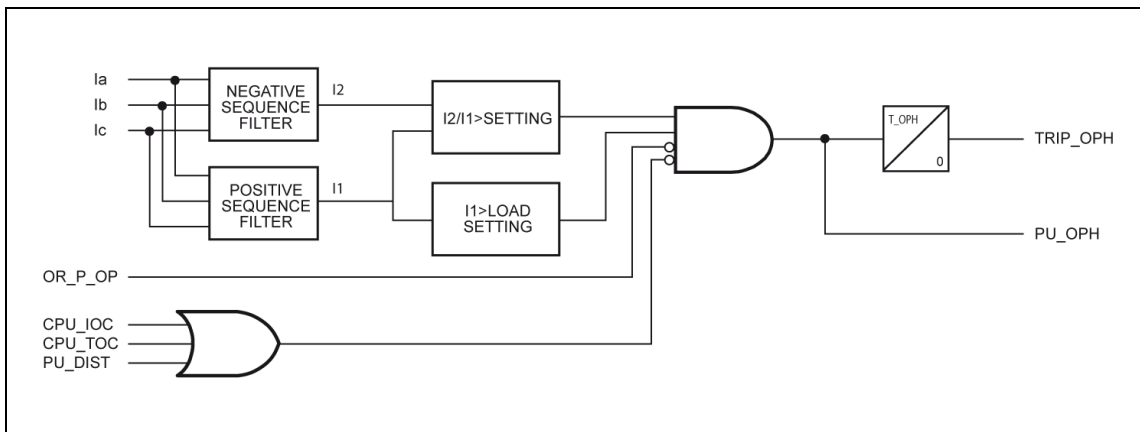 Ia
Ib
Ic
NEGATIVE
SEQUENCE
FILTER
I2
I2/I1>SETTING
POSITIVE
SEQUENCE
FILTER
I1
I1>LOAD
SETTING
T_OPH
0
TRIP_OPH
PU_OPH
OR_P_OP
CPU_IOC
CPU_TOC
PU_DIST